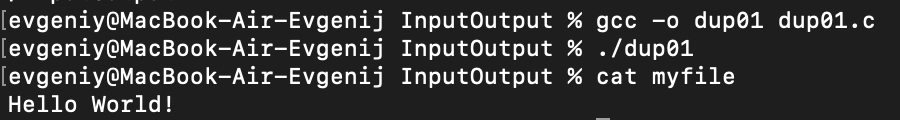 [evgeniy@MacBook-Air-Evgenij InputOutput % gcc -o dup01 dup01.c
[evgeniy@MacBook-Air-Evgenij InputOutput % ./dup01
[evgeniy@MacBook-Air-Evgenij InputOutput % cat myfile
Hello World!